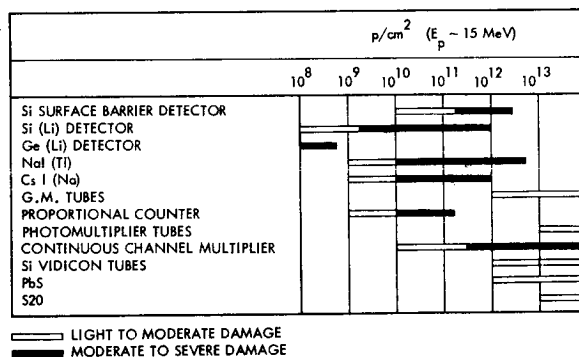 p/cm² (E_p ~ 15 MeV)
10⁸ 10⁹ 10¹⁰ 10¹¹ 10¹² 10¹³
Si SURFACE BARRIER DETECTOR
Si (Li) DETECTOR
Ge (Li) DETECTOR
NaI (Tl)
Cs I (Na)
G.M. TUBES
PROPORTIONAL COUNTER
PHOTOMULTIPLIER TUBES
CONTINUOUS CHANNEL MULTIPLIER
Si VIDICON TUBES
PbS
S20
LIGHT TO MODERATE DAMAGE
MODERATE TO SEVERE DAMAGE